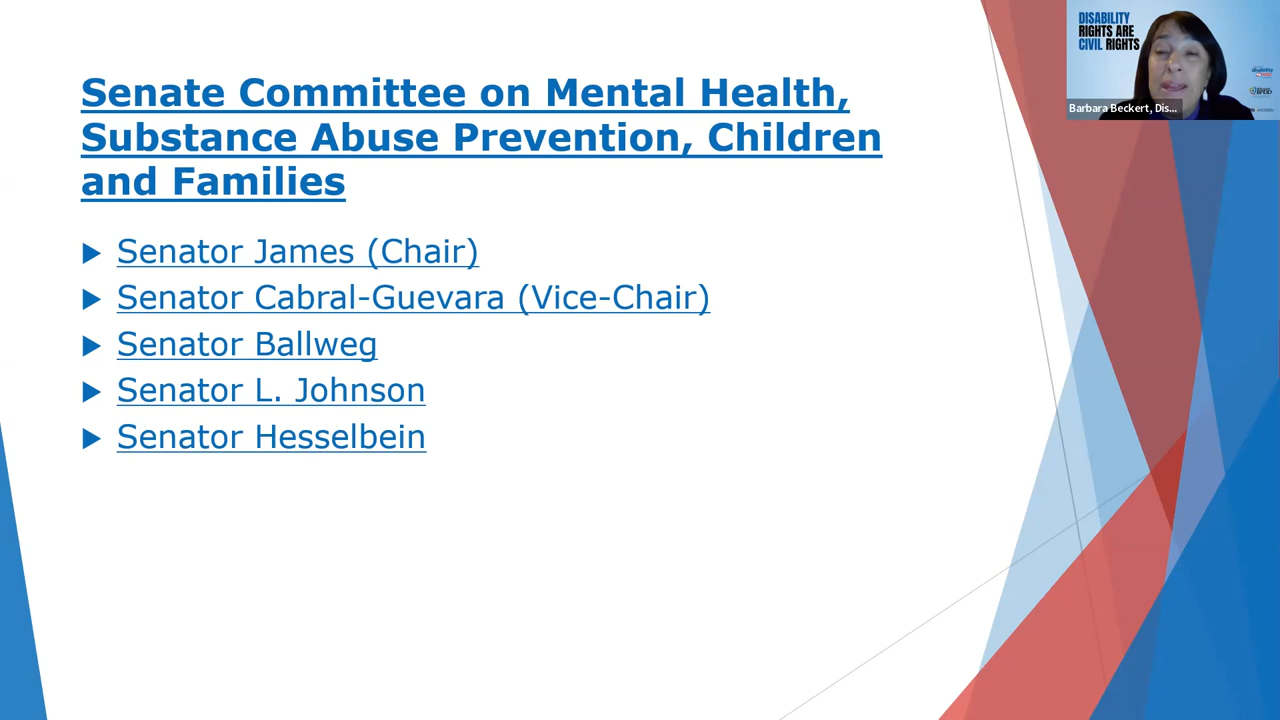 Senate Committee on Mental Health,
Substance Abuse Prevention, Children
and Families
Senator James (Chair)
Senator Cabral-Guevara (Vice-Chair)
Senator Ballweg
Senator L. Johnson
Senator Hesselbein
DISABILITY
RIGHTS ARE
CIVIL RIGHTS
Barbara Beckert, Dis...